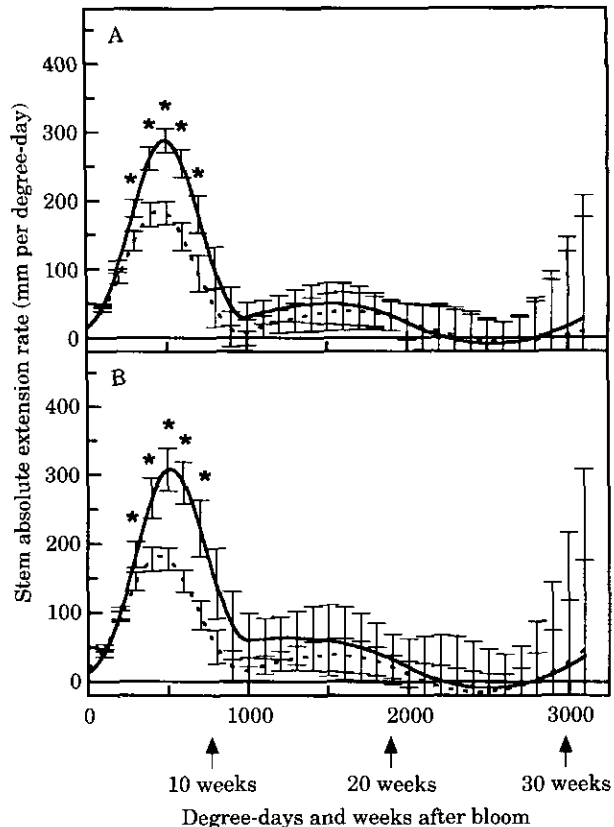 A
400
300
200
100
0
* * * * *
B
400
300
200
100
0
* * * * *
0 1000 2000 3000
10 weeks 20 weeks 30 weeks
Degree-days and weeks after bloom
Stem absolute extension rate (mm per degree-day)